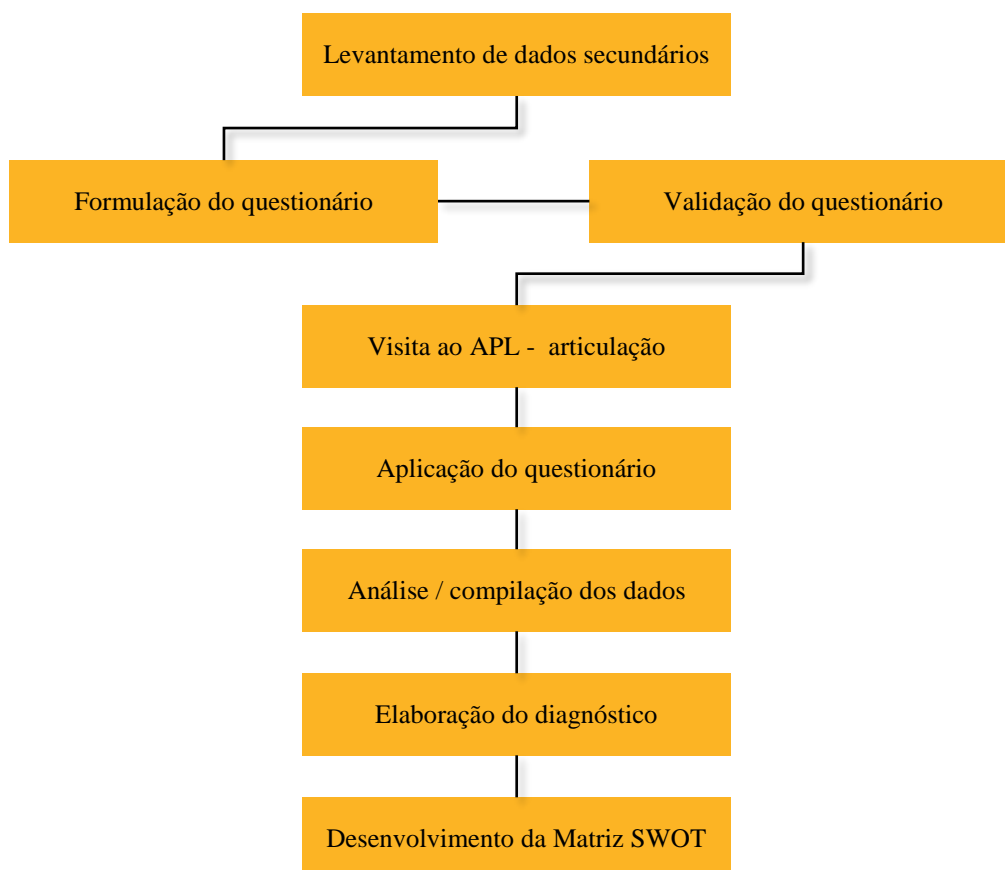 Levantamento de dados secundários
Formulação do questionário
Validação do questionário
Visita ao APL - articulação
Aplicação do questionário
Análise / compilação dos dados
Elaboração do diagnóstico
Desenvolvimento da Matriz SWOT